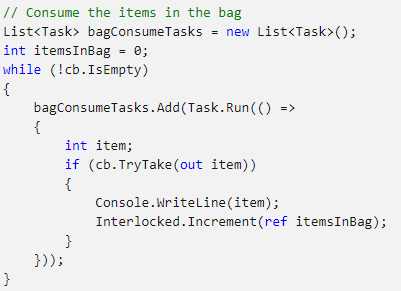 // Consume the items in the bag
List<Task> bagConsumeTasks = new List<Task>();
int itemsInBag = 0;
while (!cb.IsEmpty)
{
    bagConsumeTasks.Add(Task.Run(() =>
    {
        int item;
        if (cb.TryTake(out item))
        {
            Console.WriteLine(item);
            Interlocked.Increment(ref itemsInBag);
        }
    }));
}